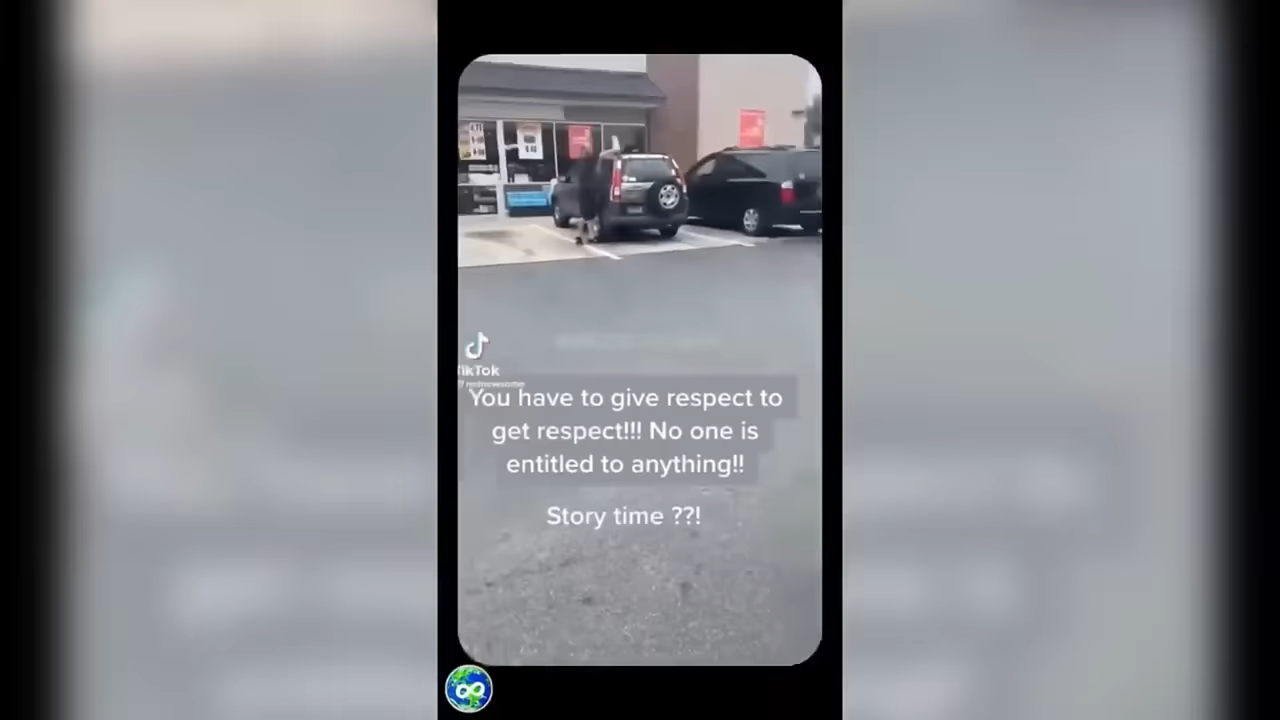 TikTok
You have to give respect to
get respect!!! No one is
entitled to anything!!
Story time ??!